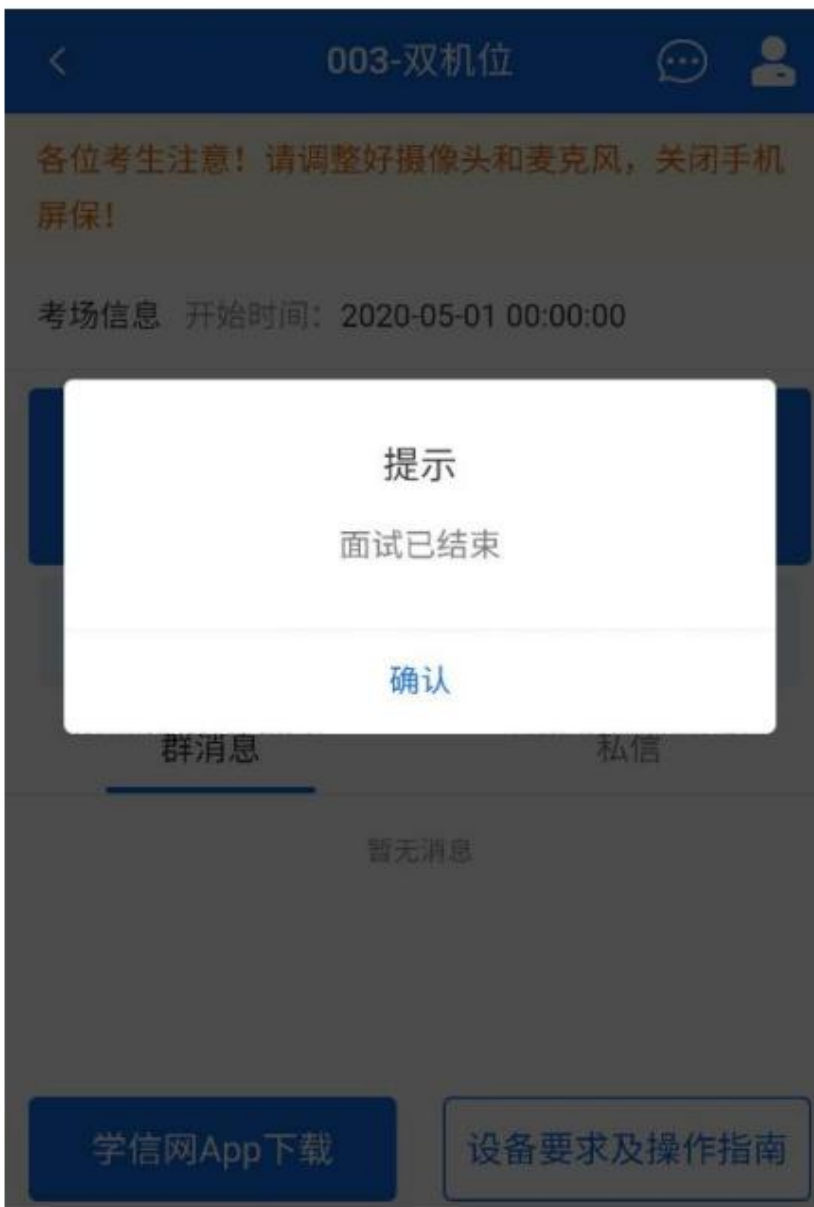 003-双机位
各位考生注意！请调整好摄像头和麦克风，关闭手机
屏保！
考场信息 开始时间：2020-05-01 00:00:00
提示
面试已结束
确认
群消息 私信
暂无消息
学信网App下载 设备要求及操作指南